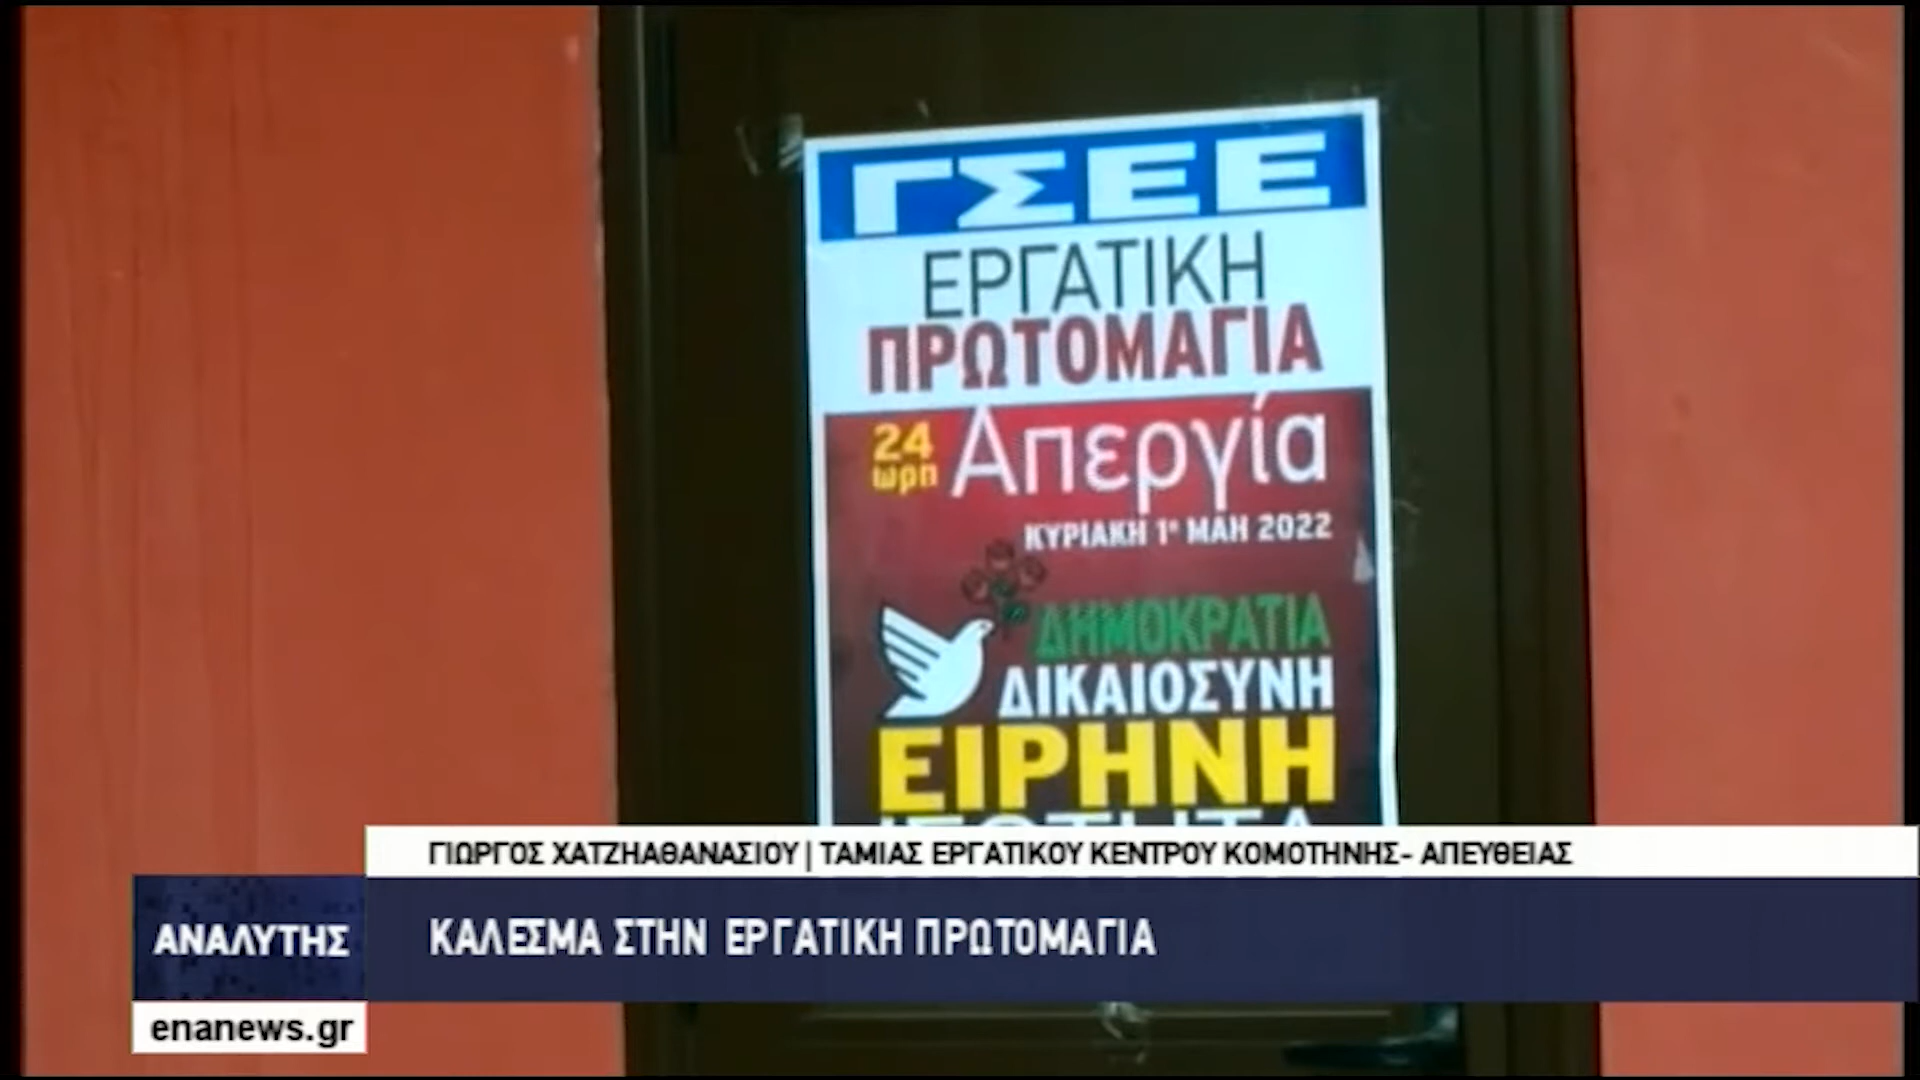 ΓΣΕΕ
ΕΡΓΑΤΙΚΗ
ΠΡΩΤΟΜΑΓΙΑ
24
ωρη
Απεργία
ΚΥΡΙΑΚΗ 1η ΜΑΗ 2022
ΔΗΜΟΚΡΑΤΙΑ
ΔΙΚΑΙΟΣΥΝΗ
ΕΙΡΗΝΗ
ΓΙΩΡΓΟΣ ΧΑΤΖΗΑΘΑΝΑΣΙΟΥ | ΤΑΜΙΑΣ ΕΡΓΑΤΙΚΟΥ ΚΕΝΤΡΟΥ ΚΟΜΟΤΗΝΗΣ- ΑΠΕΥΘΕΙΑΣ
ΑΝΑΛΥΤΗΣ
ΚΑΛΕΣΜΑ ΣΤΗΝ ΕΡΓΑΤΙΚΗ ΠΡΩΤΟΜΑΓΙΑ
enanews.gr